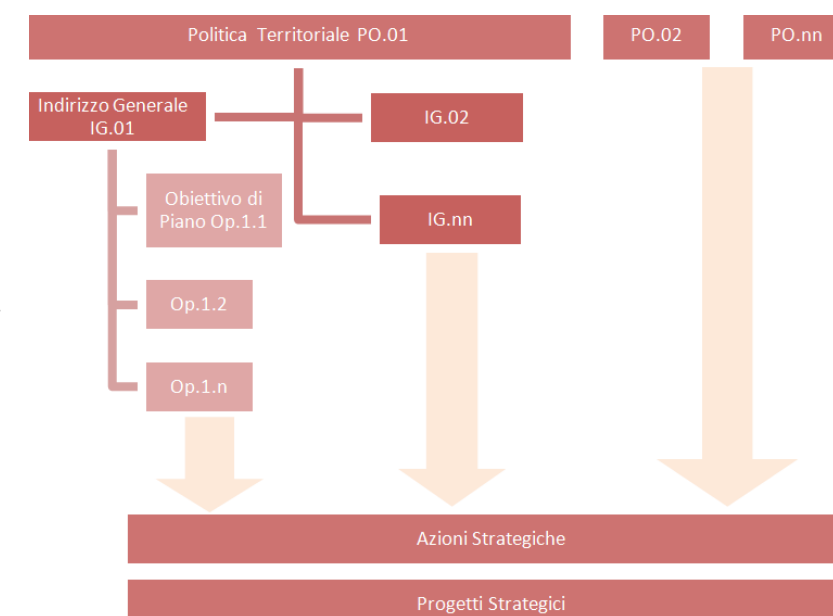 Politica Territoriale PO.01
PO.02
PO.nn
Indirizzo Generale
IG.01
IG.02
Obiettivo di
Piano Op.1.1
IG.nn
Op.1.2
Op.1.n
Azioni Strategiche
Progetti Strategici